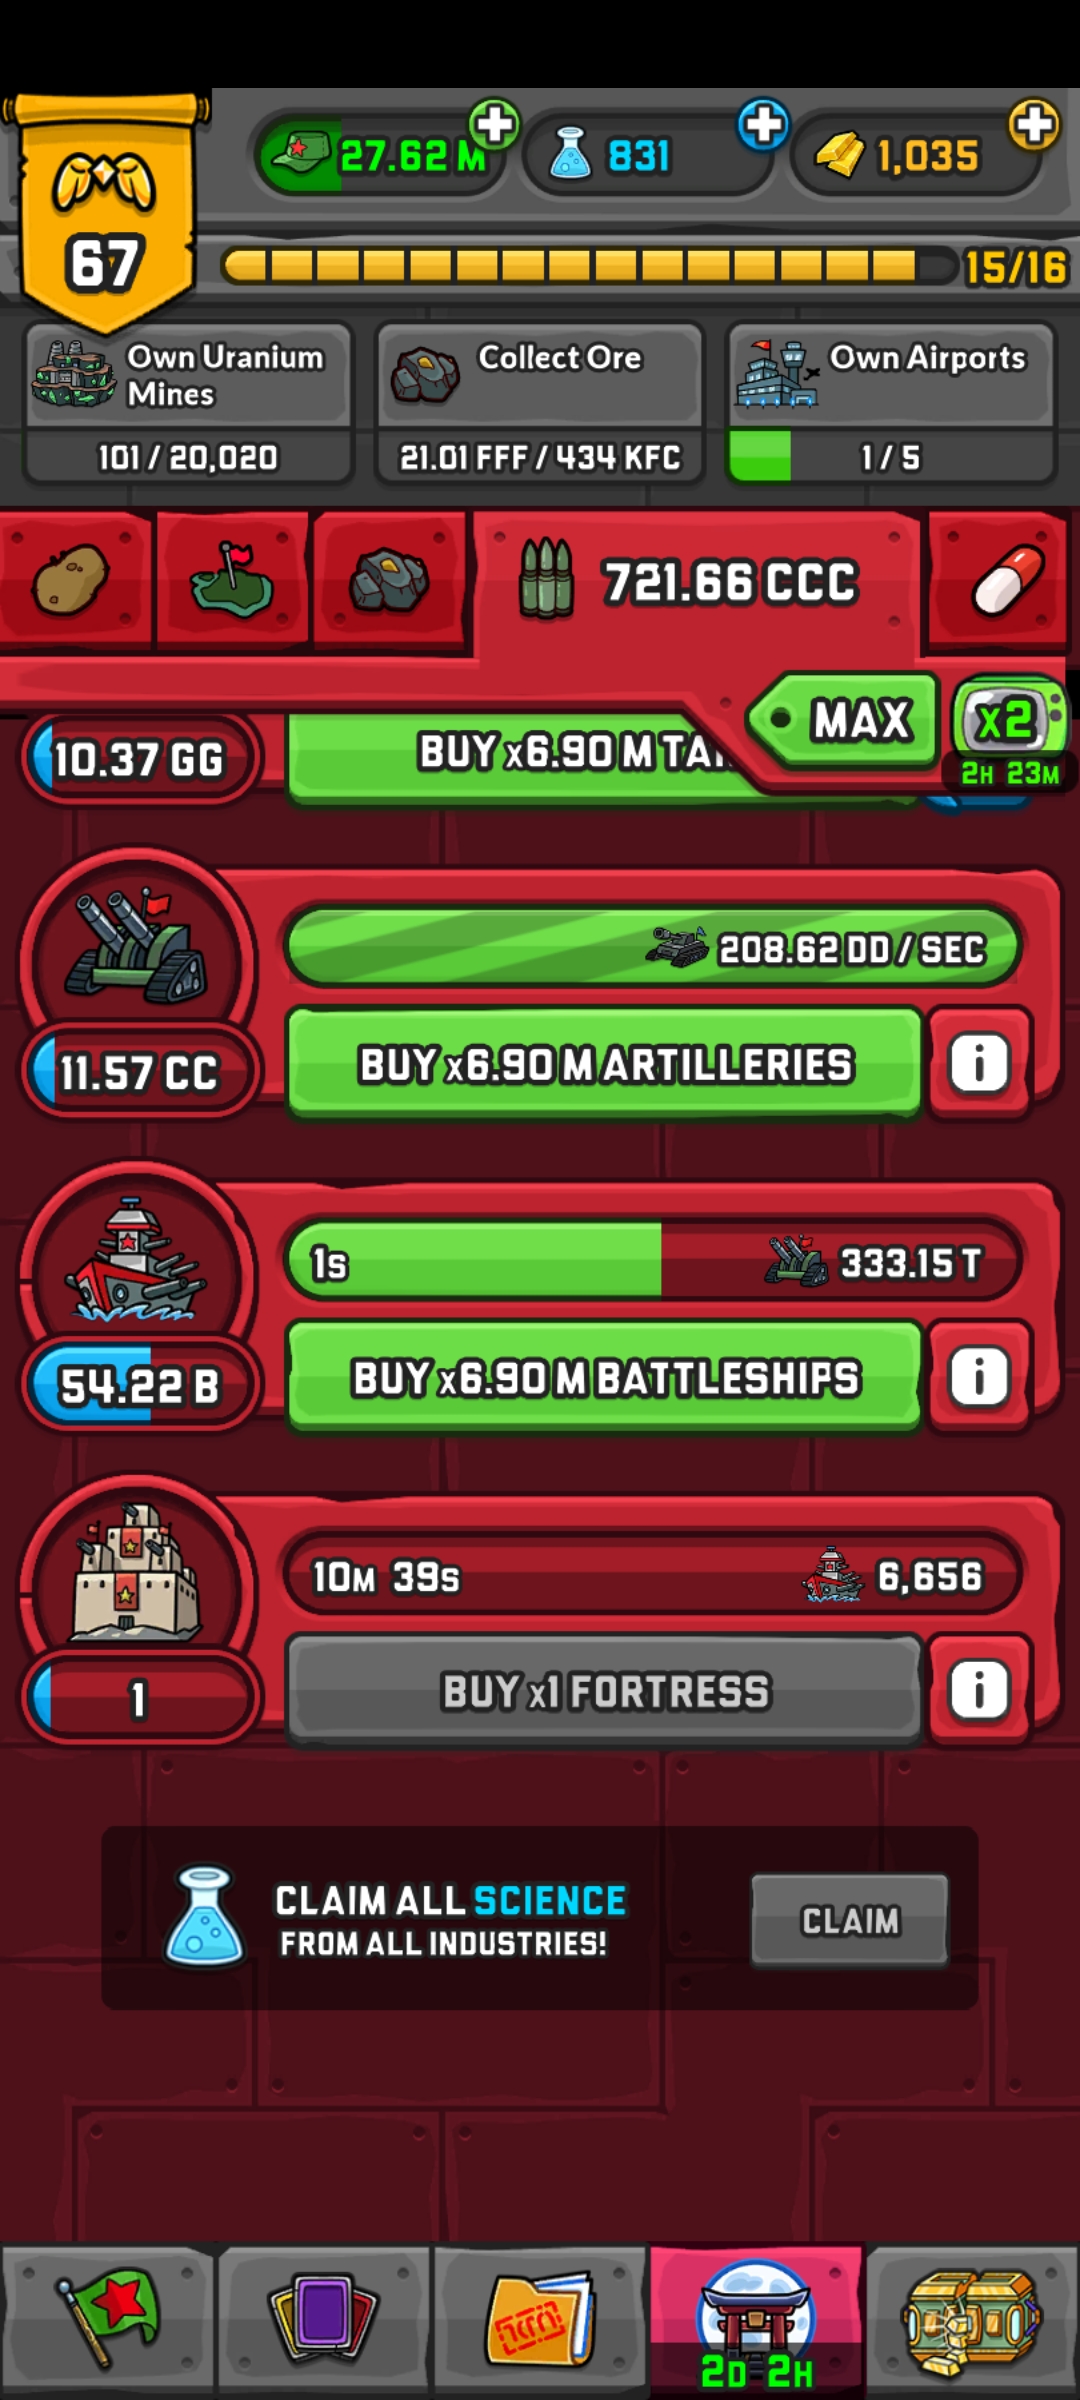 27.62 M
831
1,035
67
15/16
Own Uranium
Mines
101 / 20,020
Collect Ore
21.01 FFF / 434 KFC
Own Airports
1 / 5
721.66 CCC
MAX
x2
2H 23M
10.37 GG
BUY x6.90 M TA
208.62 DD / SEC
11.57 CC
BUY x6.90 M ARTILLERIES
i
1s
333.15 T
54.22 B
BUY x6.90 M BATTLESHIPS
i
10M 39s
6,656
1
BUY x1 FORTRESS
i
CLAIM ALL SCIENCE
FROM ALL INDUSTRIES!
CLAIM
2D 2H